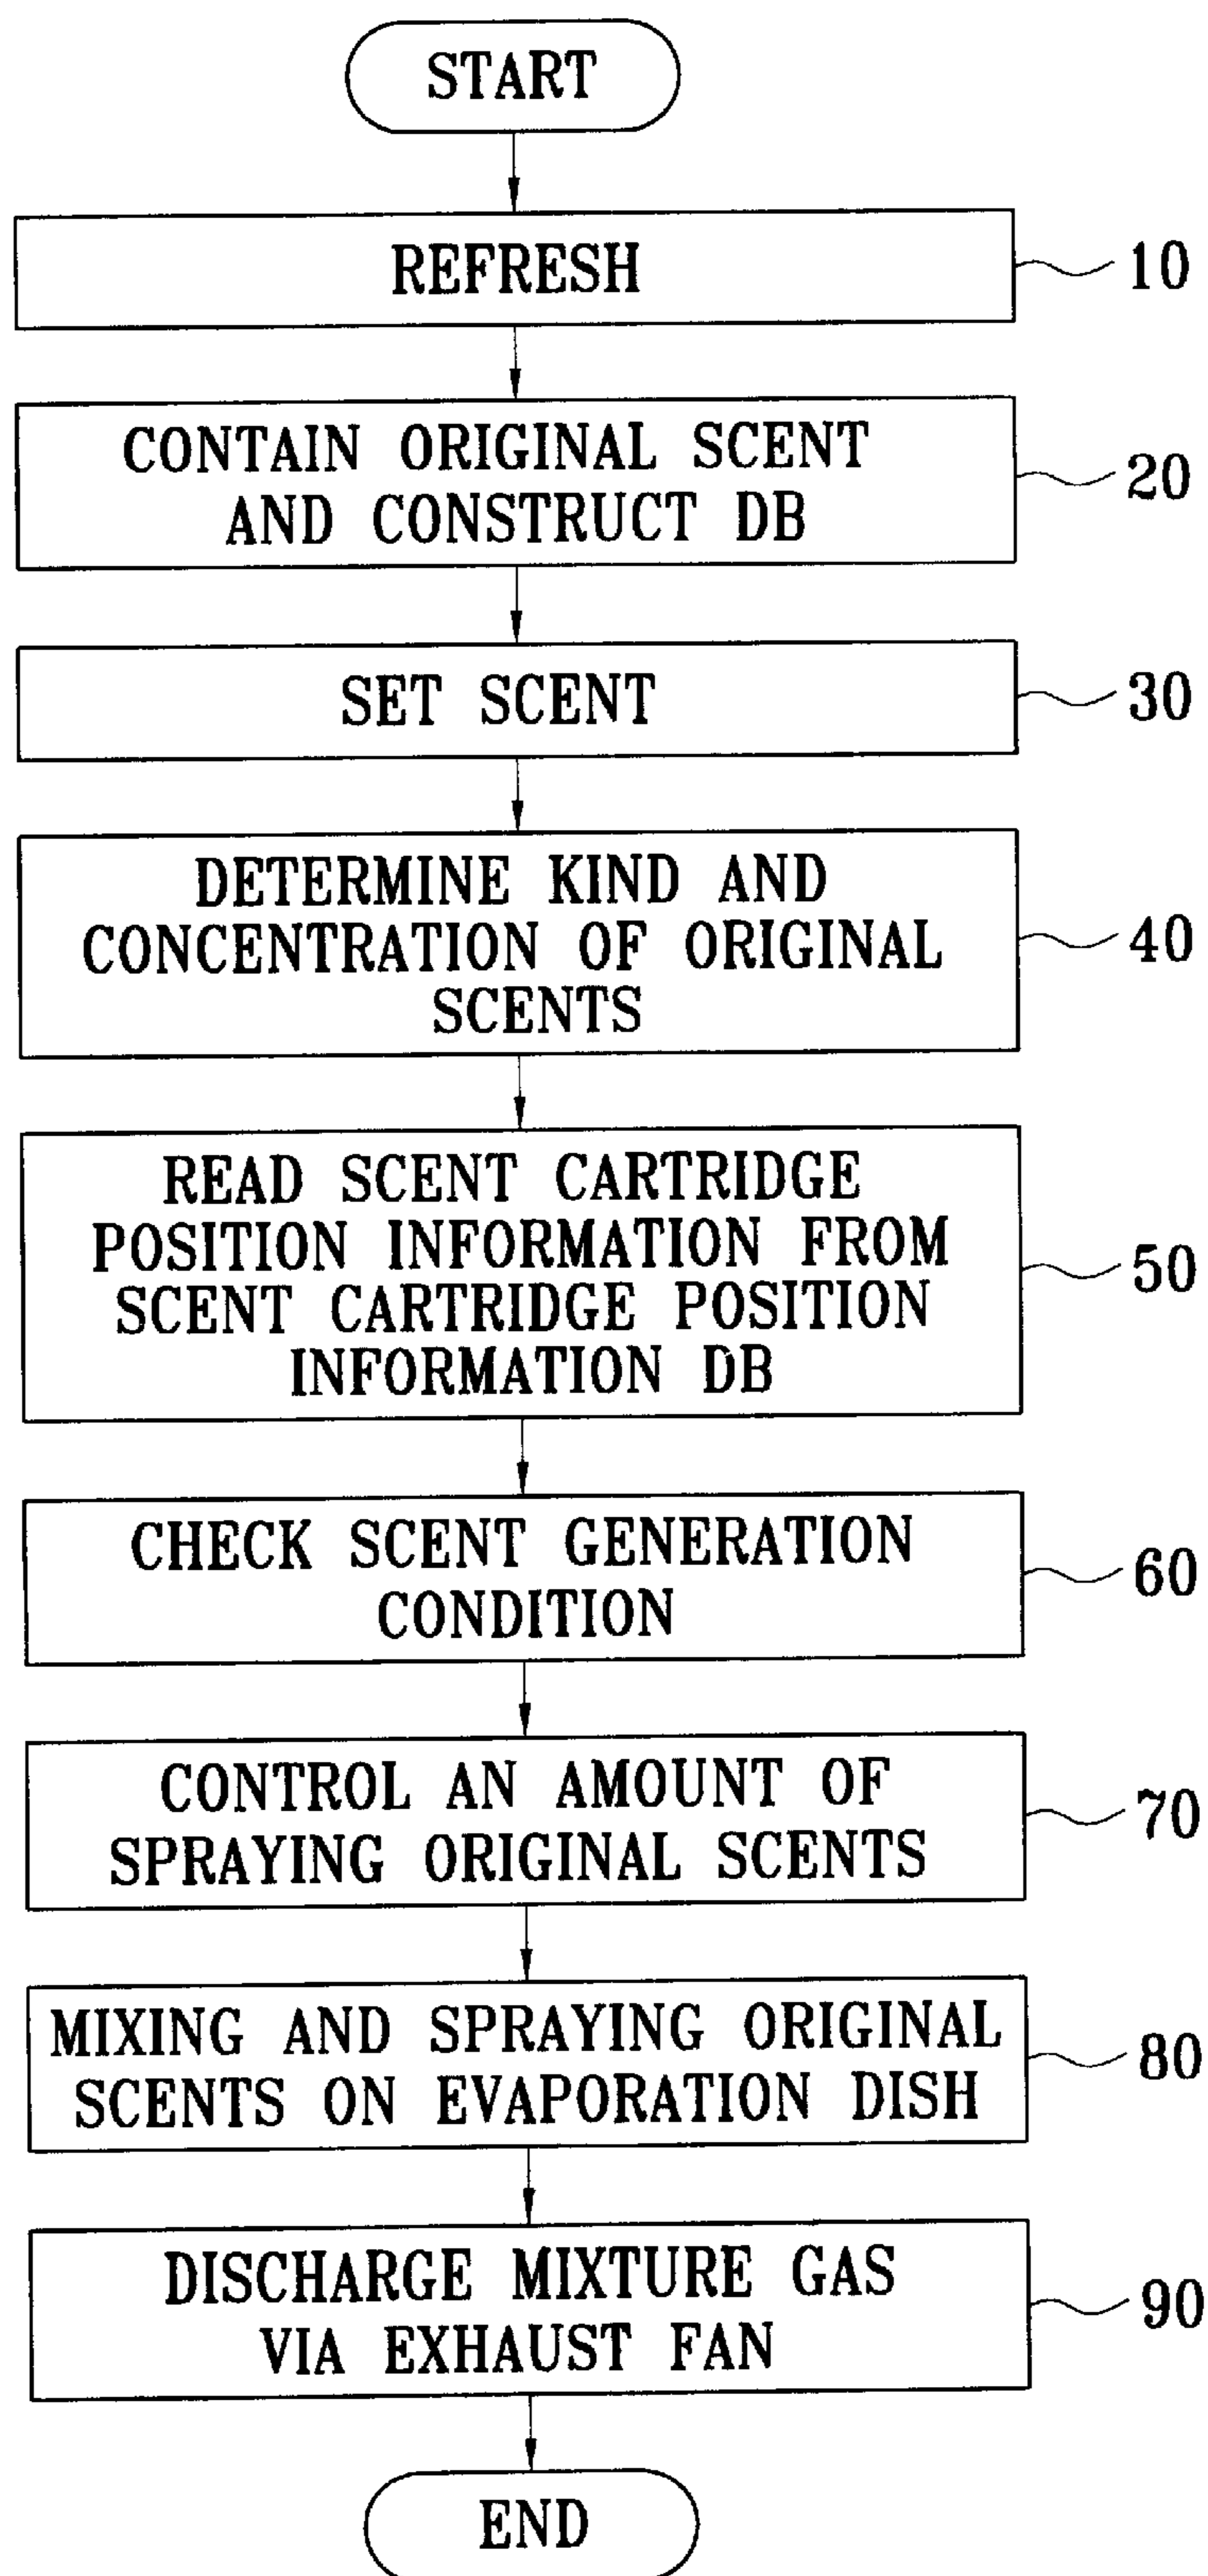 START
REFRESH
10
CONTAIN ORIGINAL SCENT
AND CONSTRUCT DB
20
SET SCENT
30
DETERMINE KIND AND
CONCENTRATION OF ORIGINAL
SCENTS
40
READ SCENT CARTRIDGE
POSITION INFORMATION FROM
SCENT CARTRIDGE POSITION
INFORMATION DB
50
CHECK SCENT GENERATION
CONDITION
60
CONTROL AN AMOUNT OF
SPRAYING ORIGINAL SCENTS
70
MIXING AND SPRAYING ORIGINAL
SCENTS ON EVAPORATION DISH
80
DISCHARGE MIXTURE GAS
VIA EXHAUST FAN
90
END